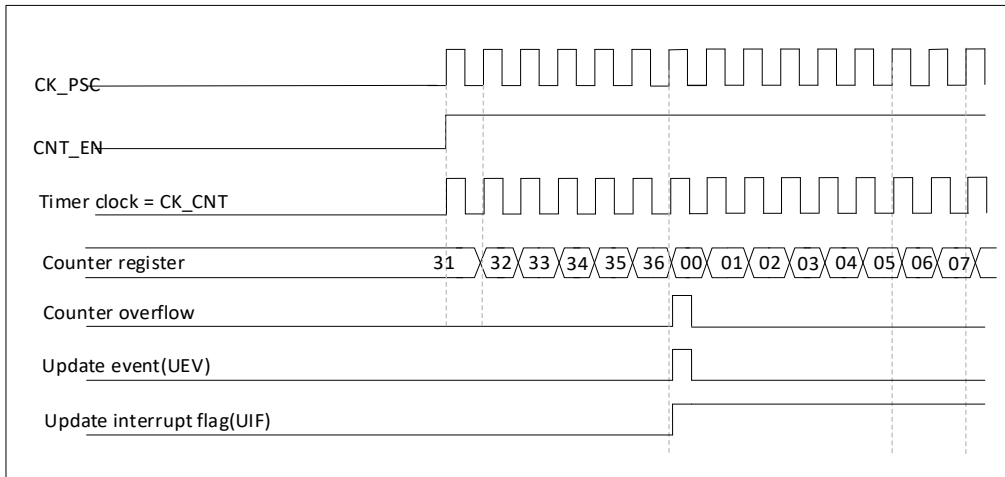 CK_PSC
CNT_EN
Timer clock = CK_CNT
Counter register 31 32 33 34 35 36 00 01 02 03 04 05 06 07
Counter overflow
Update event(UEV)
Update interrupt flag(UIF)